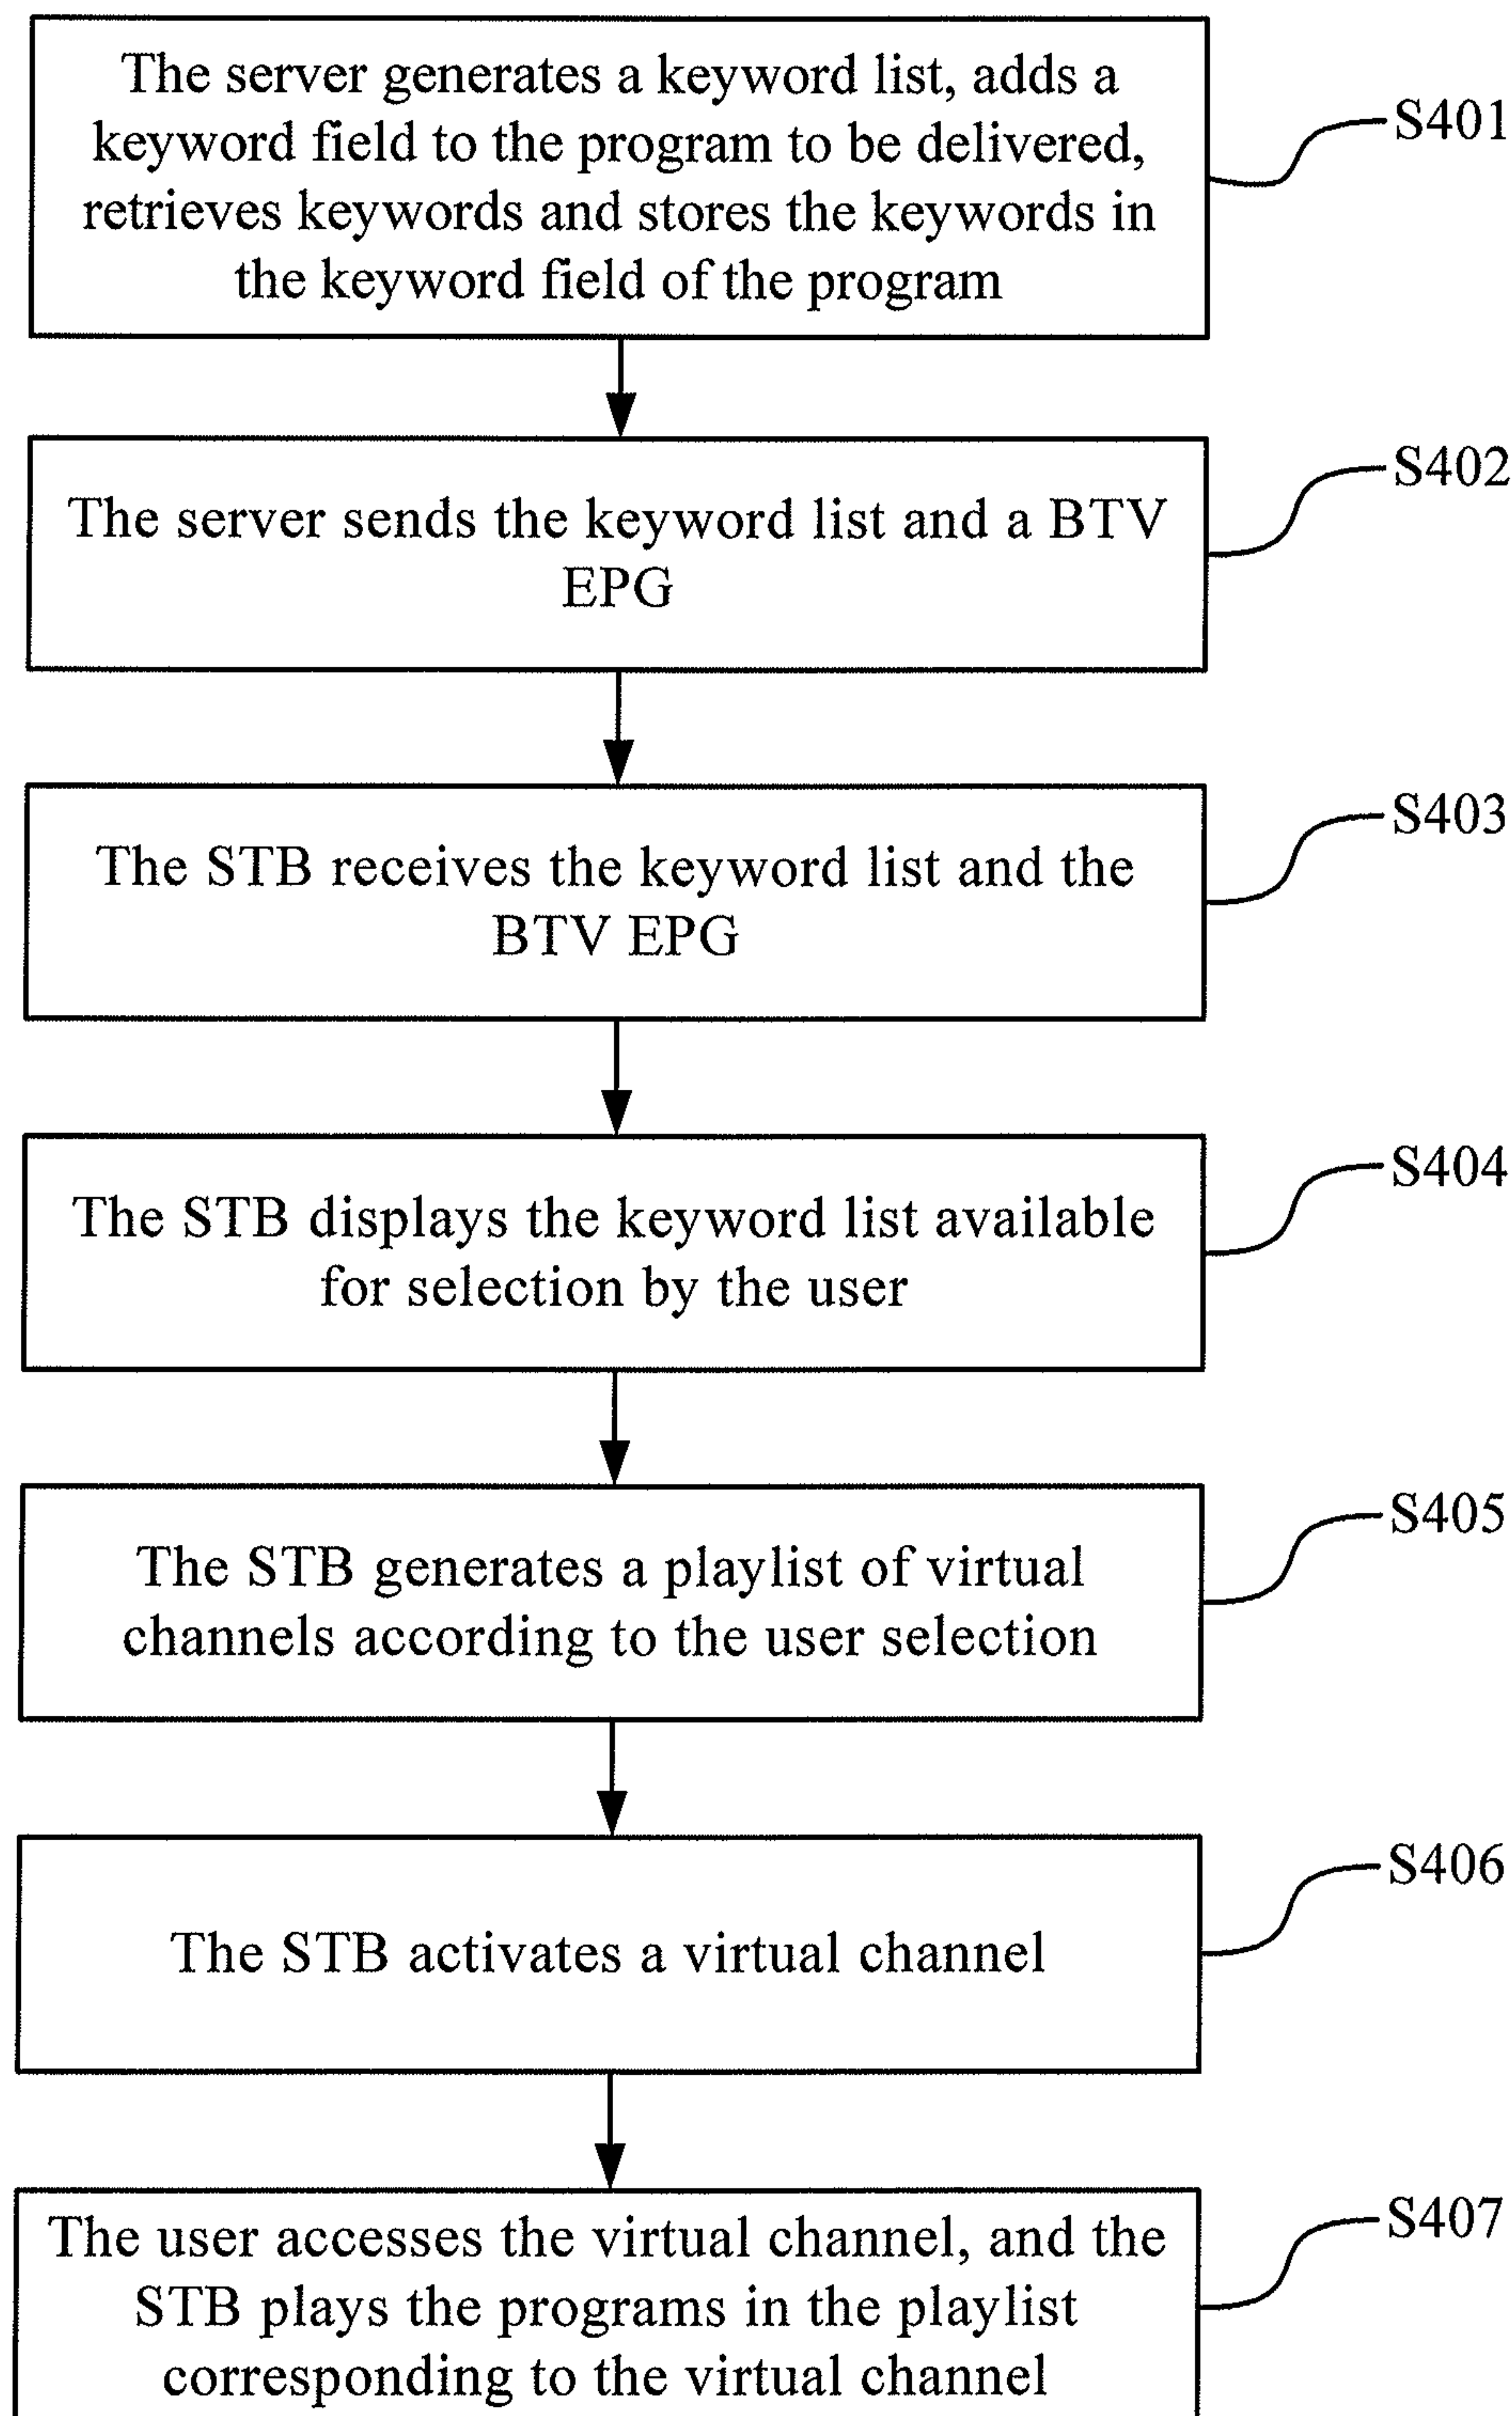 The server generates a keyword list, adds a
keyword field to the program to be delivered,
retrieves keywords and stores the keywords in
the keyword field of the program
S401
The server sends the keyword list and a BTV
EPG
S402
The STB receives the keyword list and the
BTV EPG
S403
The STB displays the keyword list available
for selection by the user
S404
The STB generates a playlist of virtual
channels according to the user selection
S405
The STB activates a virtual channel
S406
The user accesses the virtual channel, and the
STB plays the programs in the playlist
corresponding to the virtual channel
S407